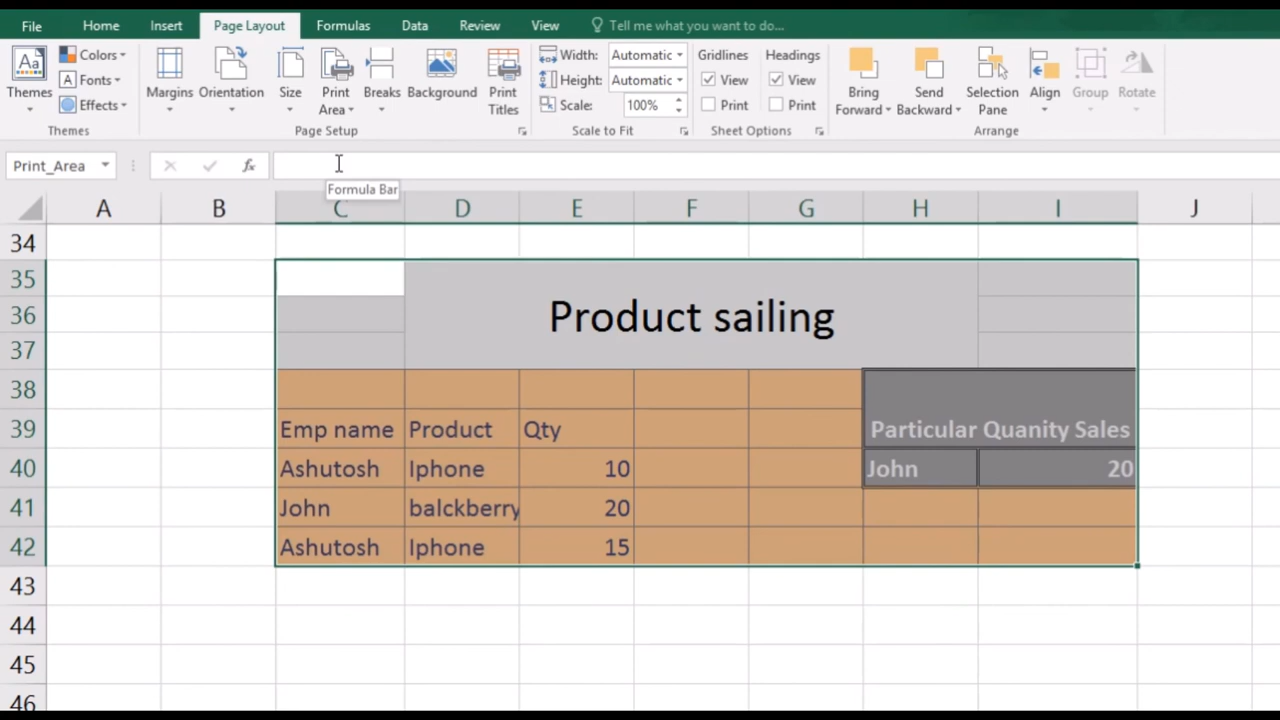 File Home Insert Page Layout Formulas Data Review View Tell me what you want to do...
Aa Themes Colors Fonts Effects Margins Orientation Size Print Area Breaks Background Print Titles Width: Automatic Height: Automatic Scale: 100% Gridlines View Print Headings View Print Bring Forward Send Backward Selection Pane Align Group Rotate
Themes Page Setup Scale to Fit Sheet Options Arrange
Print_Area fx
Formula Bar
A B C D E F G H I J
34
35
36 Product sailing
37
38
39 Emp name Product Qty Particular Quanity Sales
40 Ashutosh Iphone 10 John 20
41 John balckberry 20
42 Ashutosh Iphone 15
43
44
45
46